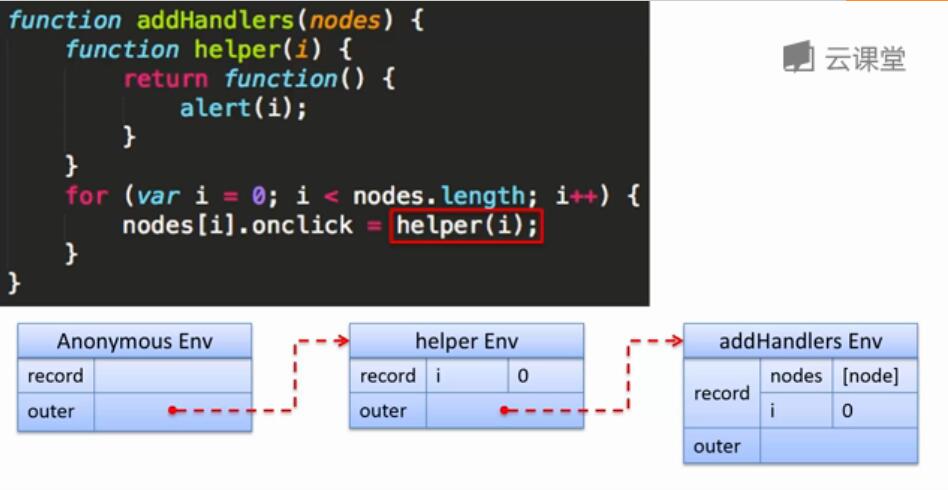 function addHandlers(nodes) {
function helper(i) {
return function() {
alert(i);
}
}
for (var i = 0; i < nodes.length; i++) {
nodes[i].onclick = helper(i);
}
}
云课堂
Anonymous Env
record
outer
helper Env
record i 0
outer
addHandlers Env
record
nodes [node]
i 0
outer